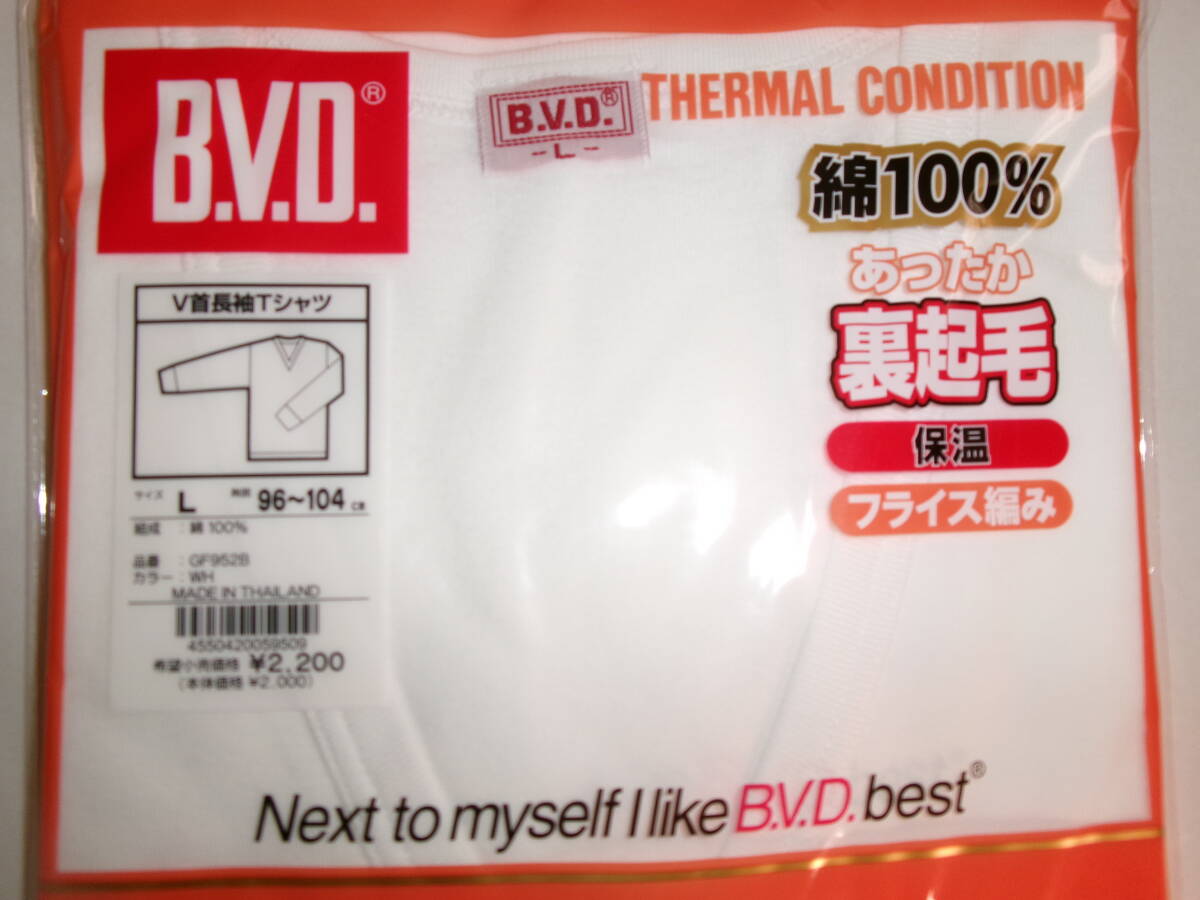 B.V.D.®
B.V.D.®
- L -
THERMAL CONDITION
綿100%
あったか
裏起毛
保温
フライス編み
V首長袖Tシャツ
サイズ L 胸囲 96〜104 CM
組成 : 綿 100%
品番 : GF952B
カラー : WH
MADE IN THAILAND
4550420059509
希望小売価格 ¥2,200
(本体価格 ¥2,000)
Next to myself I like B.V.D. best®